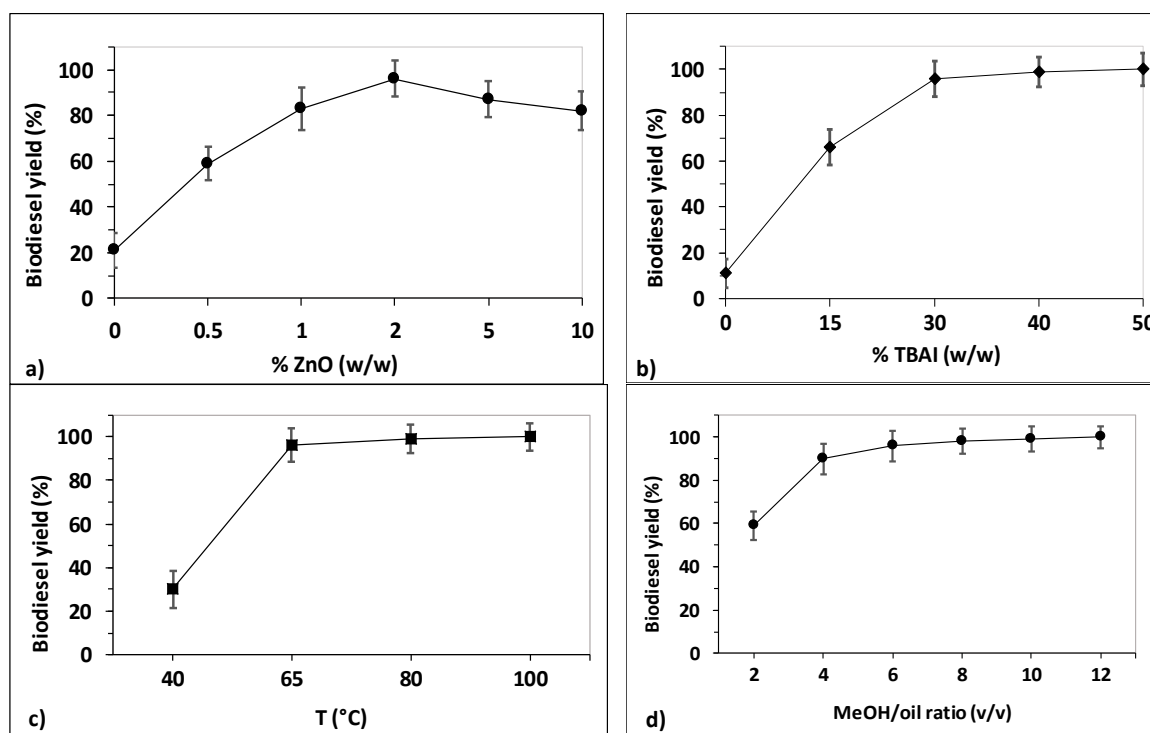 Biodiesel yield (%)
100
80
60
40
20
0
0 0.5 1 2 5 10
% ZnO (w/w)
a)
Biodiesel yield (%)
100
80
60
40
20
0
0 15 30 40 50
% TBAI (w/w)
b)
Biodiesel yield (%)
100
80
60
40
20
0
40 65 80 100
T (°C)
c)
Biodiesel yield (%)
100
80
60
40
20
0
2 4 6 8 10 12
MeOH/oil ratio (v/v)
d)